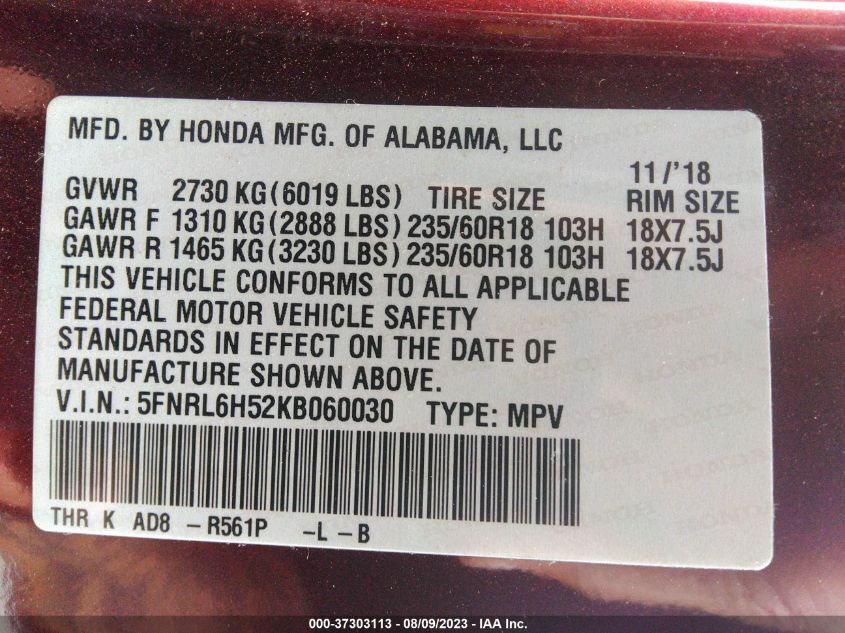 MFD. BY HONDA MFG. OF ALABAMA, LLC
11/'18
GVWR 2730 KG(6019 LBS) TIRE SIZE RIM SIZE
GAWR F 1310 KG(2888 LBS) 235/60R18 103H 18X7.5J
GAWR R 1465 KG(3230 LBS) 235/60R18 103H 18X7.5J
THIS VEHICLE CONFORMS TO ALL APPLICABLE
FEDERAL MOTOR VEHICLE SAFETY
STANDARDS IN EFFECT ON THE DATE OF
MANUFACTURE SHOWN ABOVE.
V.I.N.: 5FNRL6H52KB060030 TYPE: MPV
THR K AD8 -R561P -L -B
000-37303113 - 08/09/2023 - IAA Inc.